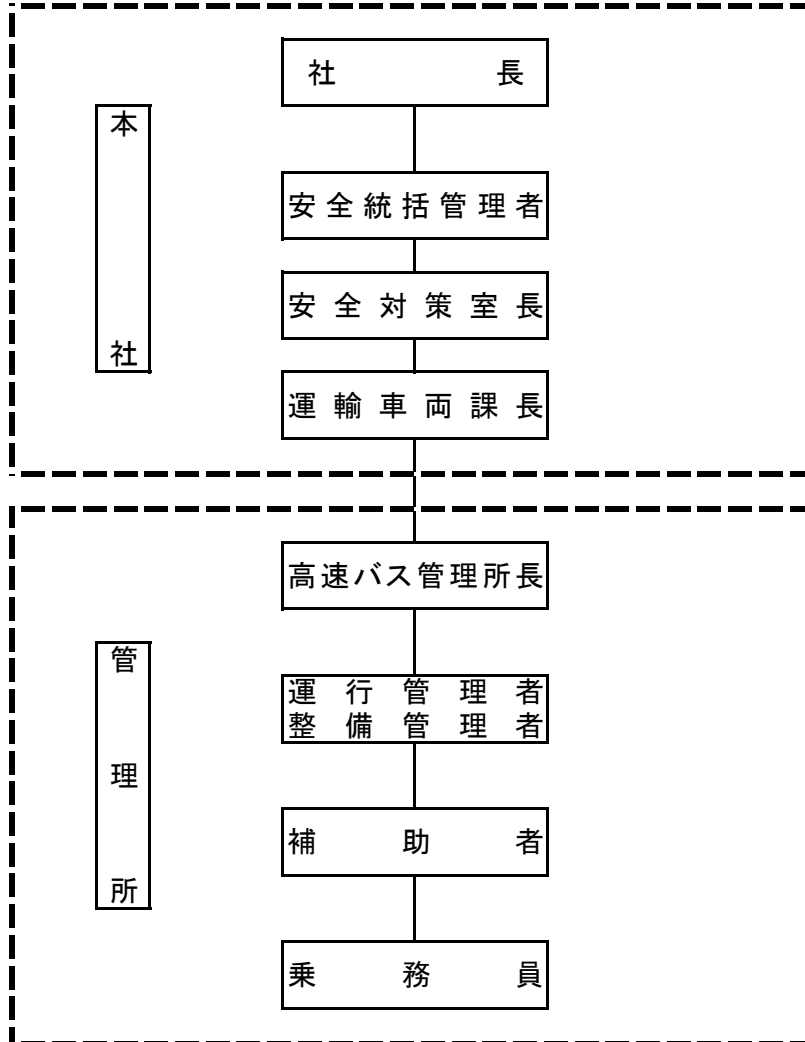 社長
本社
安全統括管理者
安全対策室長
運輸車両課長
高速バス管理所長
管理所
運行管理者
整備管理者
補助者
乗務員